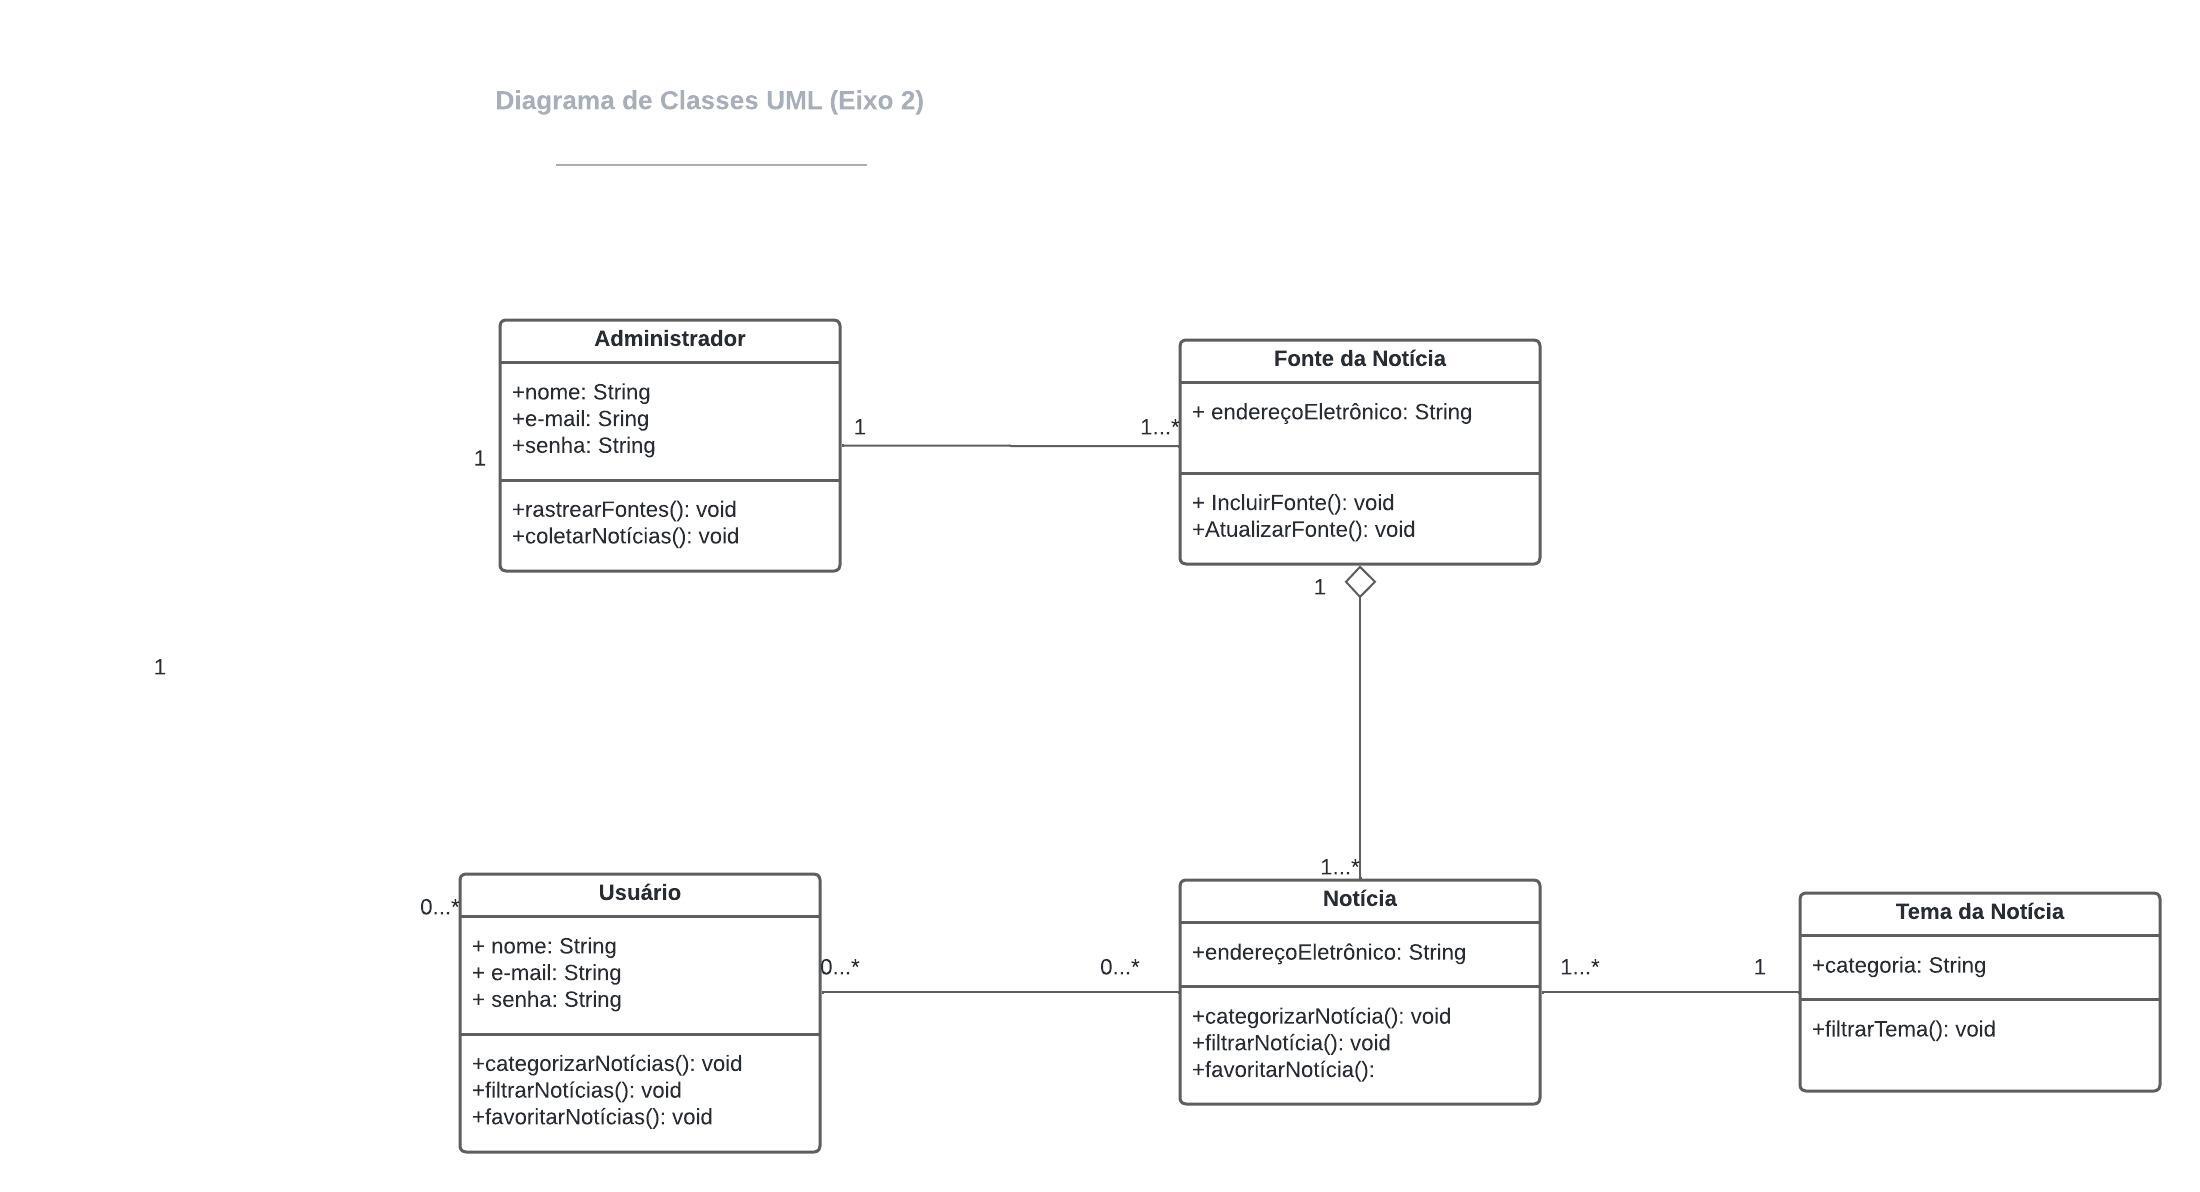 Diagrama de Classes UML (Eixo 2)
Administrador
+nome: String
+e-mail: Sring
+senha: String
+rastrearFontes(): void
+coletarNotícias(): void
1
1
1...*
Fonte da Notícia
+ endereçoEletrônico: String
+ IncluirFonte(): void
+AtualizarFonte(): void
1
1
1...*
0...*
Usuário
+ nome: String
+ e-mail: String
+ senha: String
+categorizarNotícias(): void
+filtrarNotícias(): void
+favoritarNotícias(): void
0...*
0...*
Notícia
+endereçoEletrônico: String
+categorizarNotícia(): void
+filtrarNotícia(): void
+favoritarNotícia():
1...*
1
Tema da Notícia
+categoria: String
+filtrarTema(): void